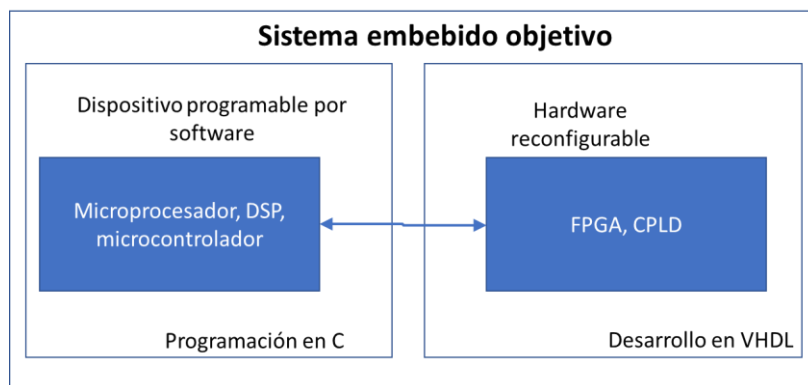 Sistema embebido objetivo
Dispositivo programable por
software
Microprocesador, DSP,
microcontrolador
Programación en C
Hardware
reconfigurable
FPGA, CPLD
Desarrollo en VHDL